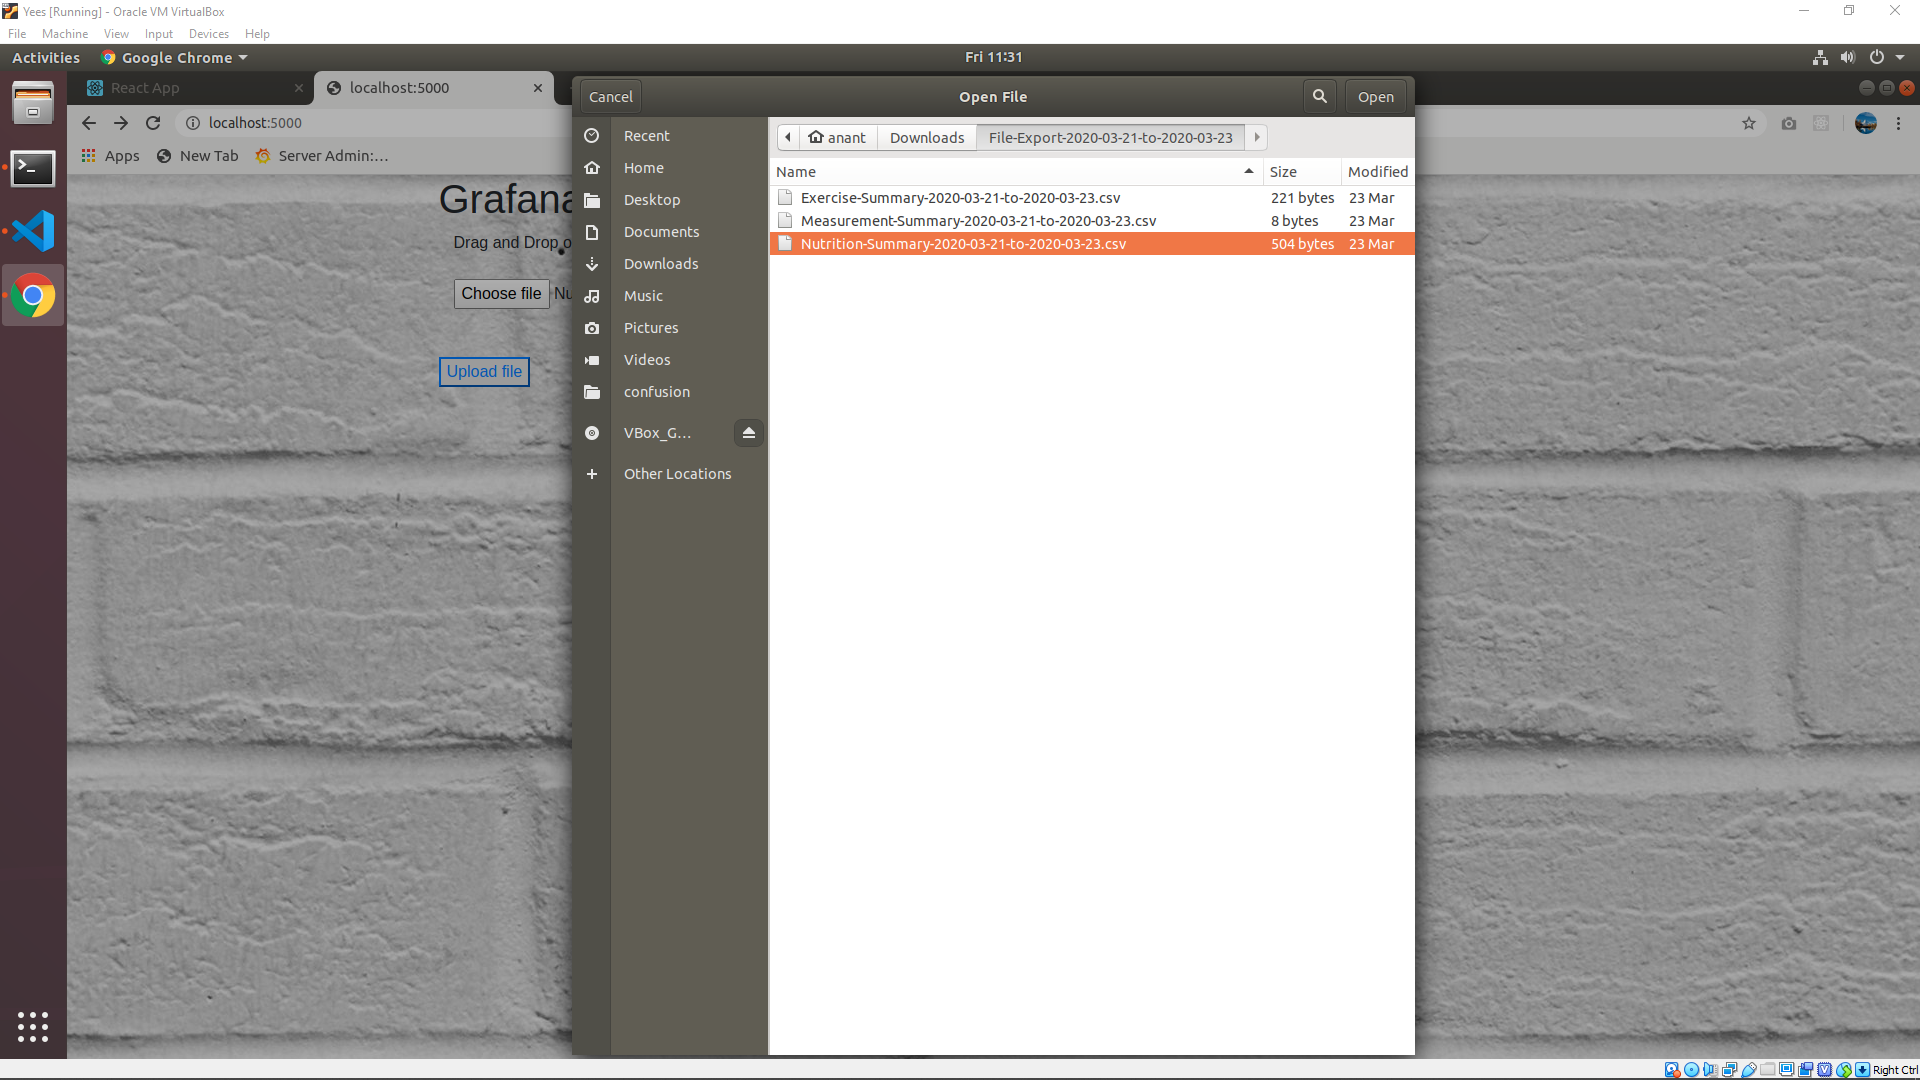 Yees [Running] - Oracle VM VirtualBox
File Machine View Input Devices Help
Activities Google Chrome Fri 11:31
React App localhost:5000
localhost:5000
Apps New Tab Server Admin:...
Grafana
Drag and Drop o
Choose file Nu
Upload file
Cancel Open File Open
Recent
Home
Desktop
Documents
Downloads
Music
Pictures
Videos
confusion
VBox_G...
Other Locations
anant Downloads File-Export-2020-03-21-to-2020-03-23
Name Size Modified
Exercise-Summary-2020-03-21-to-2020-03-23.csv 221 bytes 23 Mar
Measurement-Summary-2020-03-21-to-2020-03-23.csv 8 bytes 23 Mar
Nutrition-Summary-2020-03-21-to-2020-03-23.csv 504 bytes 23 Mar
Right Ctrl